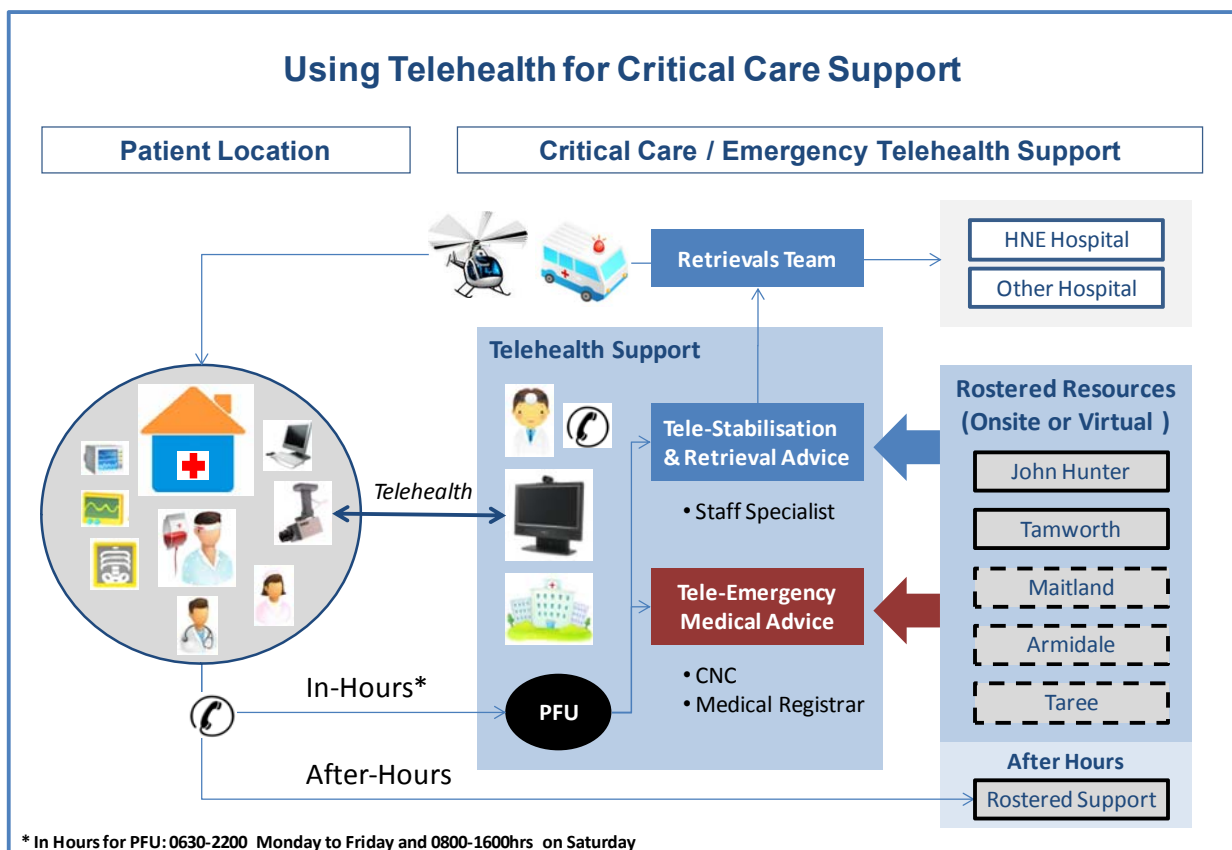 Using Telehealth for Critical Care Support
Patient Location
Critical Care / Emergency Telehealth Support
Retrievals Team
HNE Hospital
Other Hospital
Telehealth Support
Tele-Stabilisation
& Retrieval Advice
• Staff Specialist
Telehealth
Tele-Emergency
Medical Advice
• CNC
• Medical Registrar
In-Hours*
PFU
After-Hours
Rostered Resources
(Onsite or Virtual )
John Hunter
Tamworth
Maitland
Armidale
Taree
After Hours
Rostered Support
* In Hours for PFU: 0630-2200 Monday to Friday and 0800-1600hrs on Saturday